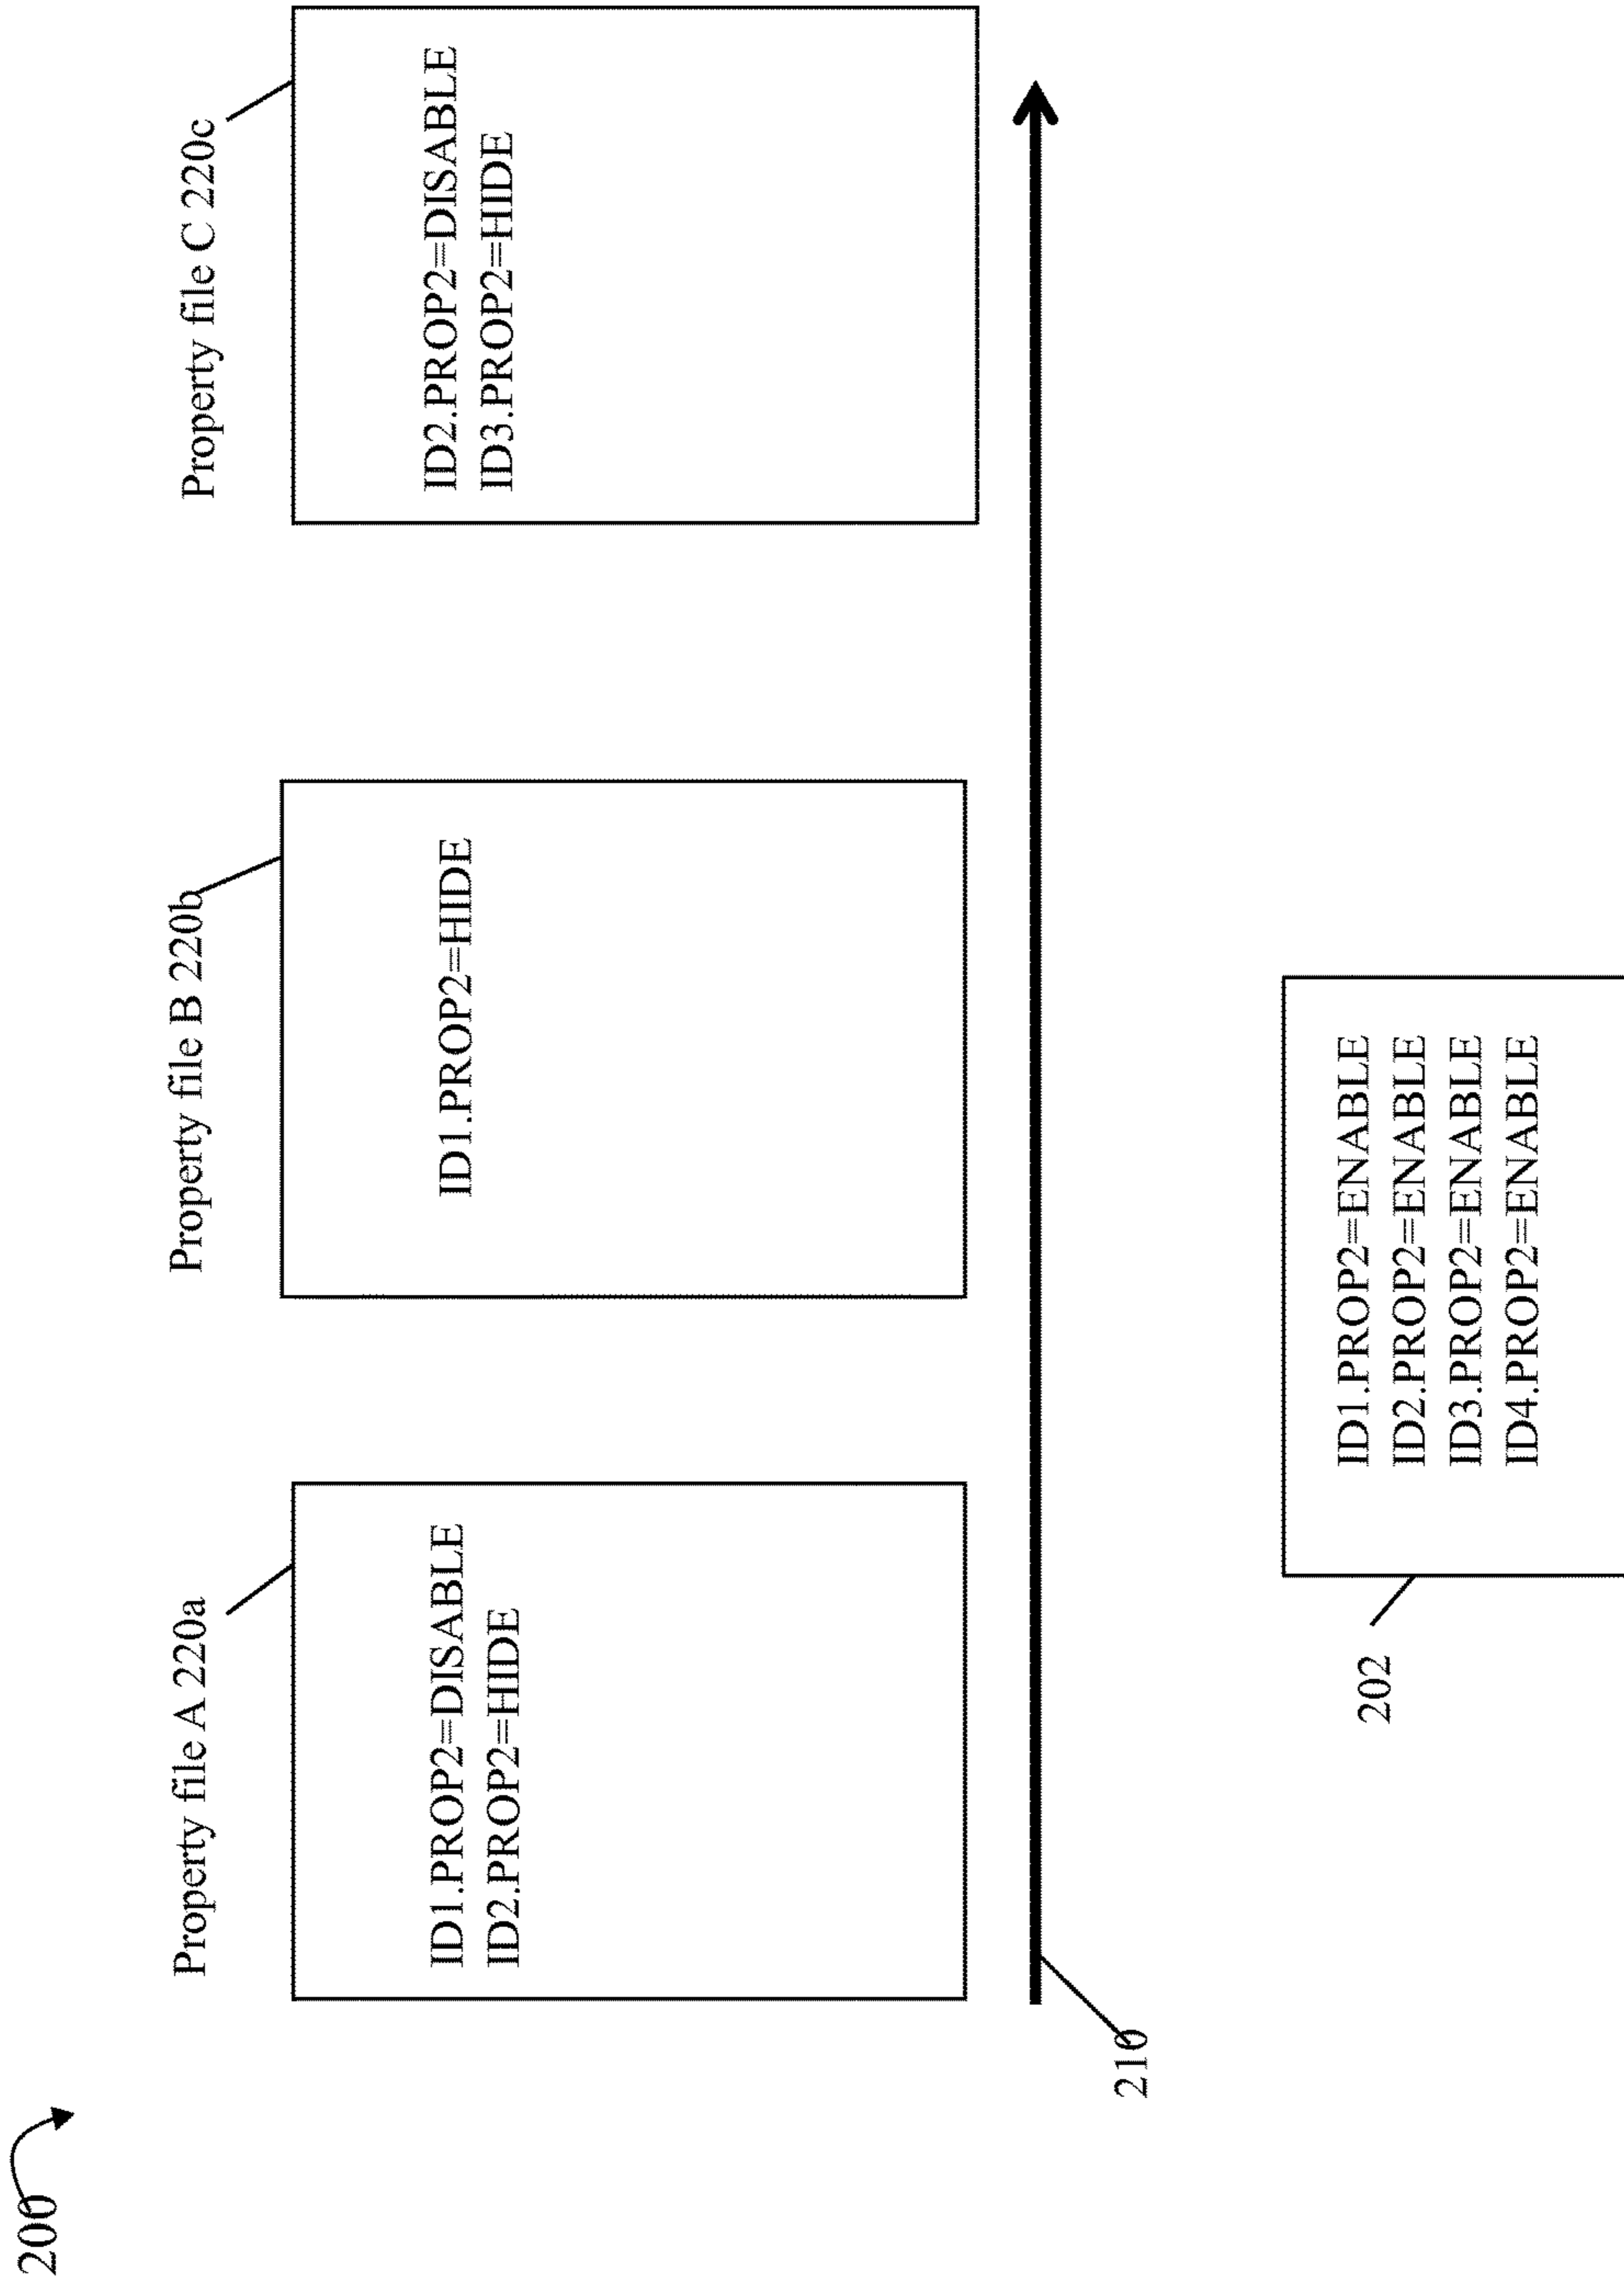 200
Property file A 220a
ID1.PROP2=DISABLE
ID2.PROP2=HIDE
Property file B 220b
ID1.PROP2=HIDE
Property file C 220c
ID2.PROP2=DISABLE
ID3.PROP2=HIDE
210
202
ID1.PROP2=ENABLE
ID2.PROP2=ENABLE
ID3.PROP2=ENABLE
ID4.PROP2=ENABLE